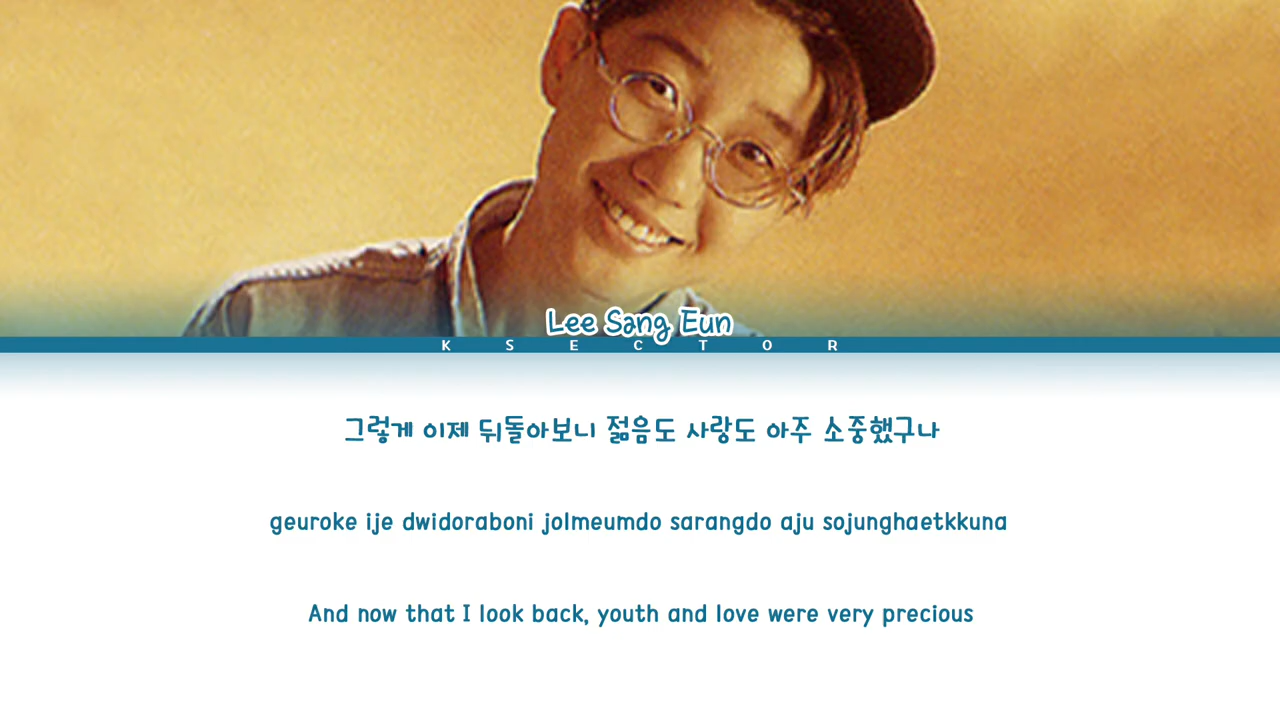 Lee Sang Eun
K S E C T O R
그렇게 이제 뒤돌아보니 젊음도 사랑도 아주 소중했구나
geuroke ije dwidoraboni jolmeumdo sarangdo aju sojunghaetkkuna
And now that I look back, youth and love were very precious